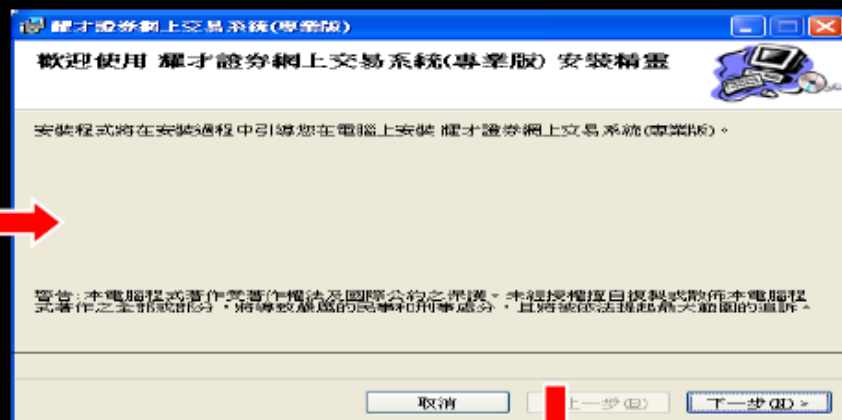 耀才證券網上交易系統(專業版)
歡迎使用 耀才證券網上交易系統(專業版) 安裝精靈
安裝程式將在安裝過程中引導您在電腦上安裝 耀才證券網上交易系統(專業版)。
警告:本電腦程式著作受著作權法及國際公約之保護。未經授權擅自復製或散佈本電腦程
式著作之全部或部分,將導致嚴厲的民事和刑事處分,且將被依法提起最大範圍的追訴。
取消 上一步(B) 下一步(N) >